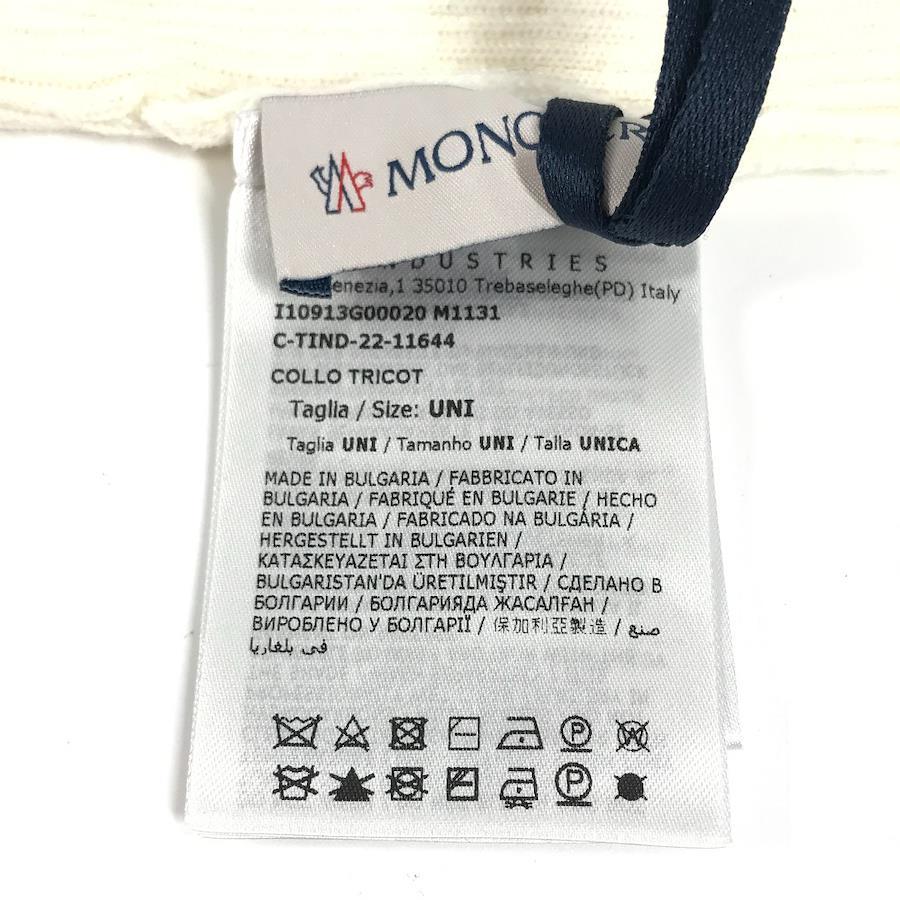 MONC
INDUSTRIES
enezia,1 35010 Trebaseleghe(PD) Italy
I10913G00020 M1131
C-TIND-22-11644
COLLO TRICOT
Taglia / Size: UNI
Taglia UNI / Tamanho UNI / Talla UNICA
MADE IN BULGARIA / FABBRICATO IN
BULGARIA / FABRIQUÉ EN BULGARIE / HECHO
EN BULGARIA / FABRICADO NA BULGÁRIA /
HERGESTELLT IN BULGARIEN /
ΚΑΤΑΣΚΕΥΑΖΕΤΑΙ ΣΤΗ ΒΟΥΛΓΑΡΙΑ /
BULGARISTAN'DA ÜRETILMIŞTIR / СДЕЛАНО В
БОЛГАРИИ / БОЛГАРИЯДА ЖАСАЛҒАН /
ВИРОБЛЕНО У БОЛГАРІЇ / 保加利亞製造 / صنع
في بلغاريا
P W
P